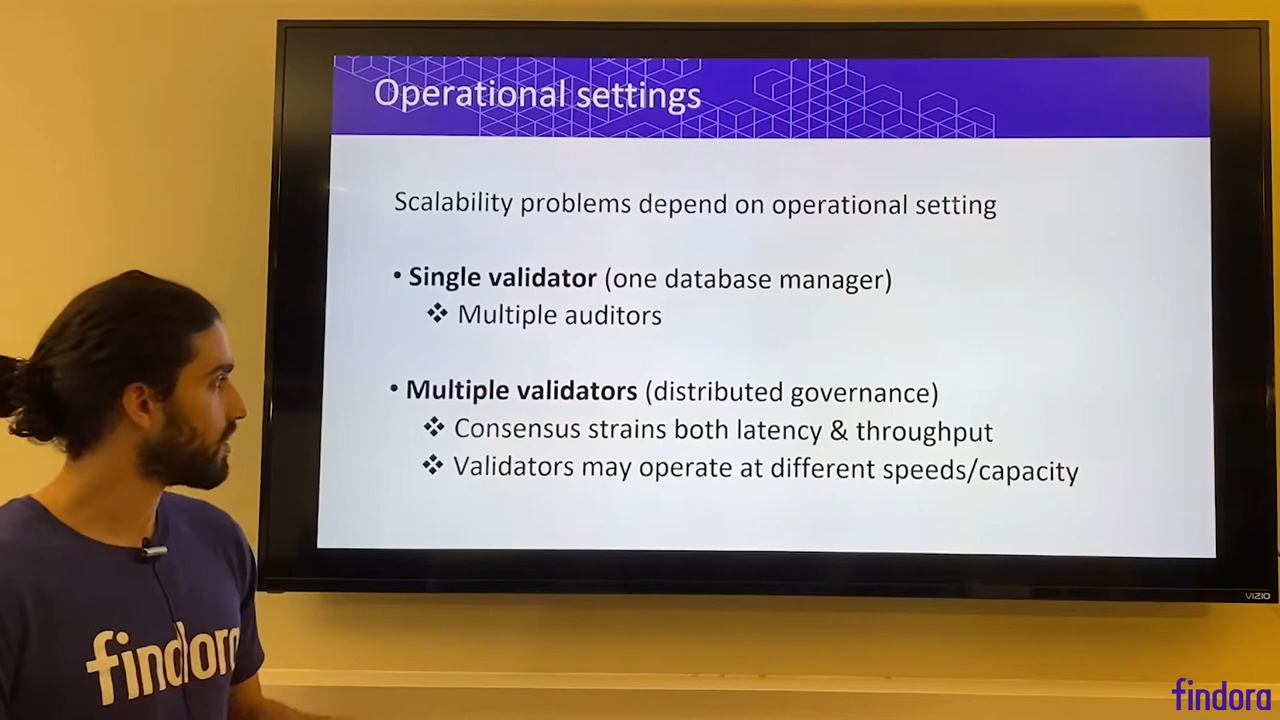 Operational settings
Scalability problems depend on operational setting
• Single validator (one database manager)
❖ Multiple auditors
• Multiple validators (distributed governance)
❖ Consensus strains both latency & throughput
❖ Validators may operate at different speeds/capacity
VIZIO
findora
findora